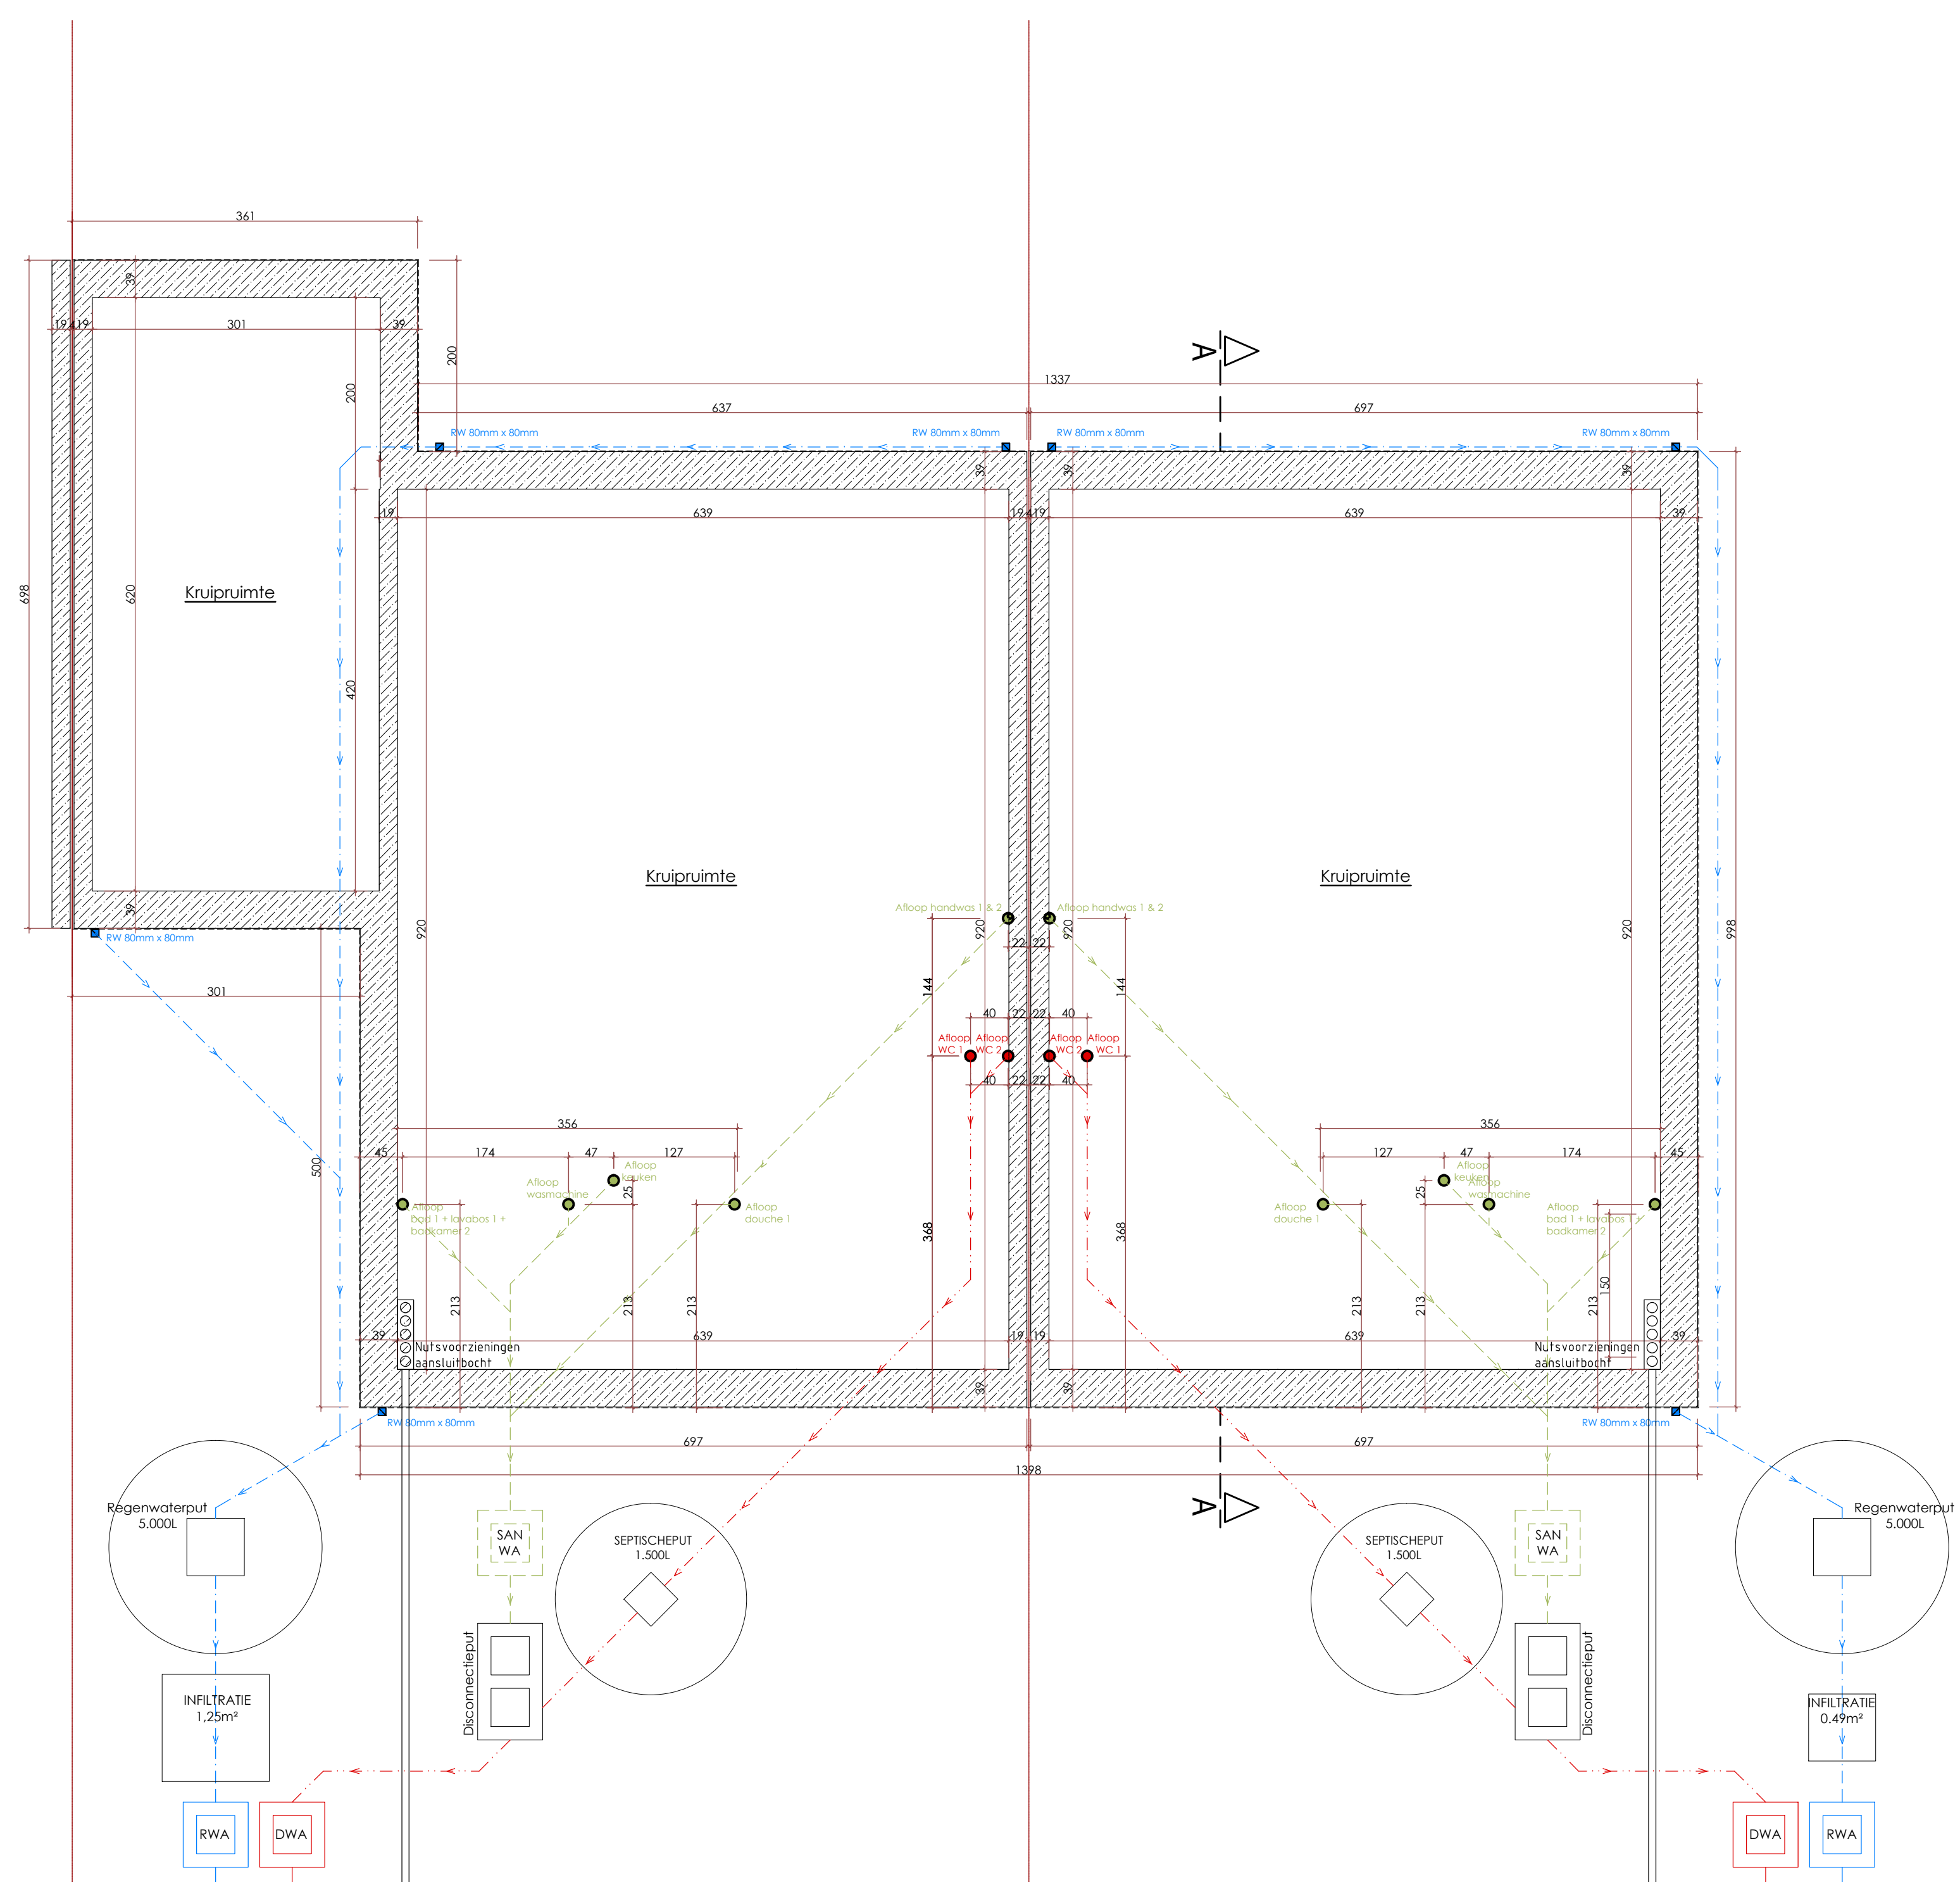 361
39
19 4 19
301
39
200
200
A
1337
637
697
RW 80mm x 80mm
RW 80mm x 80mm
RW 80mm x 80mm
RW 80mm x 80mm
39
39
39
19
639
19 4 19
639
39
698
620
Kruipruimte
420
920
Kruipruimte
Kruipruimte
Afloop handwas 1 & 2
Afloop handwas 1 & 2
920
920
920
998
22
22
39
RW 80mm x 80mm
301
144
144
40
22
22
40
Afloop
WC 1
Afloop
WC 2
Afloop
WC 2
Afloop
WC 1
40
22
22
40
356
356
45
174
47
127
127
47
174
45
500
Afloop
keuken
Afloop
wasmachine
25
Afloop
bad 1 + lavabos 1 +
badkamer 2
Afloop
douche 1
Afloop
keuken
Afloop
wasmachine
25
Afloop
douche 1
Afloop
bad 1 + lavabos 1 +
badkamer 2
368
368
213
213
213
213
213
213
150
39
639
19
19
639
39
Nutsvoorzieningen
aansluitbocht
Nutsvoorzieningen
aansluitbocht
39
39
RW 80mm x 80mm
RW 80mm x 80mm
697
697
1398
A
Regenwaterput
5.000L
SAN
WA
SEPTISCHEPUT
1.500L
SEPTISCHEPUT
1.500L
SAN
WA
Regenwaterput
5.000L
Disconnectieput
Disconnectieput
INFILTRATIE
1,25m²
INFILTRATIE
0.49m²
RWA
DWA
DWA
RWA